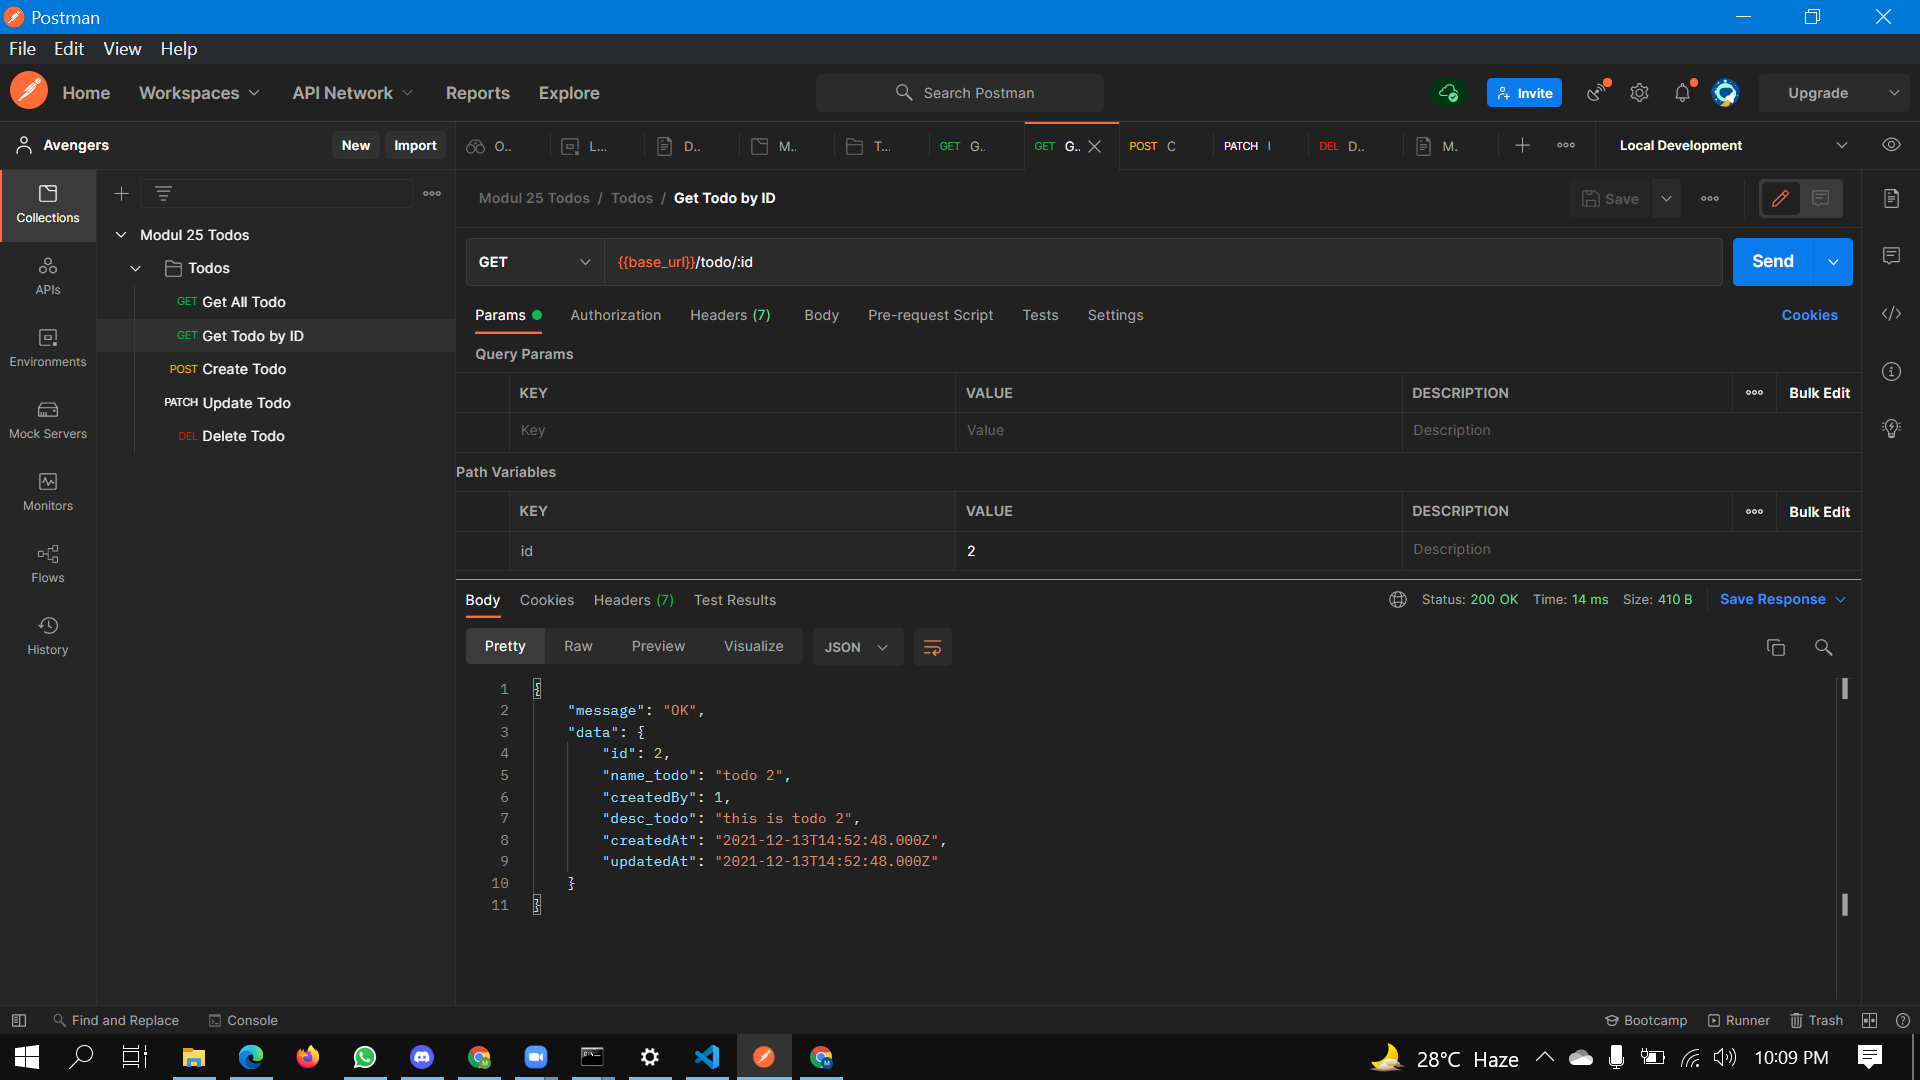 Postman
File Edit View Help
Home Workspaces API Network Reports Explore Search Postman Invite Upgrade
Avengers New Import O.. L... D.. M.. T... GET G.. GET G.. POST C PATCH DEL D.. M. Local Development
Collections
APIs
Environments
Mock Servers
Monitors
Flows
History
Modul 25 Todos
Todos
GET Get All Todo
GET Get Todo by ID
POST Create Todo
PATCH Update Todo
DEL Delete Todo
Modul 25 Todos / Todos / Get Todo by ID Save
GET {{base_url}}/todo/:id Send
Params Authorization Headers (7) Body Pre-request Script Tests Settings Cookies
Query Params
KEY VALUE DESCRIPTION Bulk Edit
Key Value Description
Path Variables
KEY VALUE DESCRIPTION Bulk Edit
id 2 Description
Body Cookies Headers (7) Test Results Status: 200 OK Time: 14 ms Size: 410 B Save Response
Pretty Raw Preview Visualize JSON
1 {
2 "message": "OK",
3 "data": {
4 "id": 2,
5 "name_todo": "todo 2",
6 "createdBy": 1,
7 "desc_todo": "this is todo 2",
8 "createdAt": "2021-12-13T14:52:48.000Z",
9 "updatedAt": "2021-12-13T14:52:48.000Z"
10 }
11 }
Find and Replace Console Bootcamp Runner Trash
28°C Haze 10:09 PM